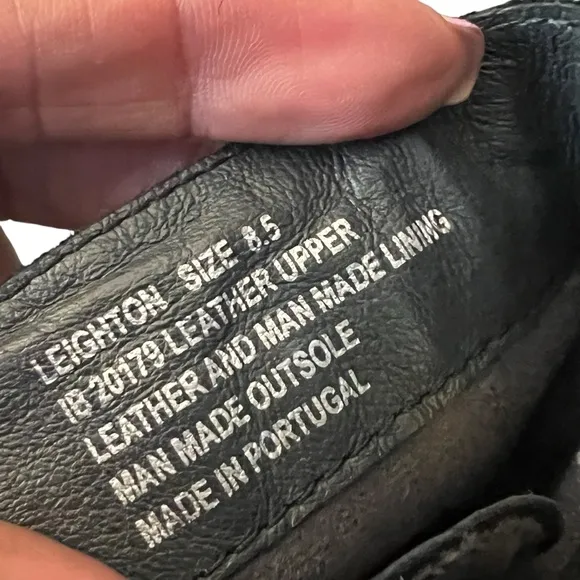 LEIGHTON SIZE 8.5
IB 20179 LEATHER UPPER
LEATHER AND MAN MADE LINING
MAN MADE OUTSOLE
MADE IN PORTUGAL